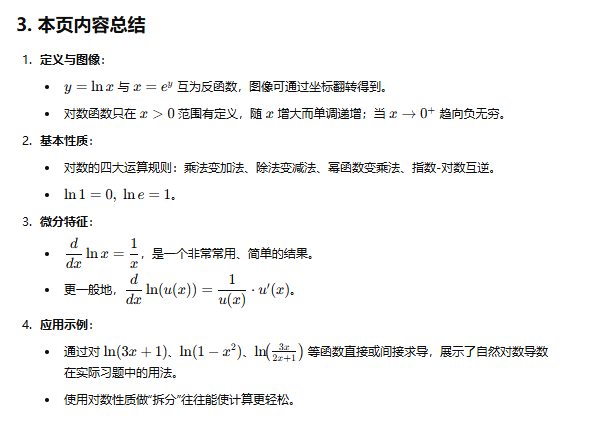 3. 本页内容总结
1. 定义与图像：
• y = ln x 与 x = e^y 互为反函数，图像可通过坐标翻转得到。
• 对数函数只在 x > 0 范围有定义，随 x 增大而单调递增；当 x → 0⁺ 趋向负无穷。
2. 基本性质：
• 对数的四大运算规则：乘法变加法、除法变减法、幂函数变乘法、指数-对数互逆。
• ln 1 = 0, ln e = 1。
3. 微分特征：
• d/dx ln x = 1/x，是一个非常常用、简单的结果。
• 更一般地，d/dx ln(u(x)) = 1/u(x) · u′(x)。
4. 应用示例：
• 通过对 ln(3x + 1)、ln(1 − x²)、ln(3x/(2x+1)) 等函数直接或间接求导，展示了自然对数导数
在实际习题中的用法。
• 使用对数性质做“拆分”往往能使计算更轻松。